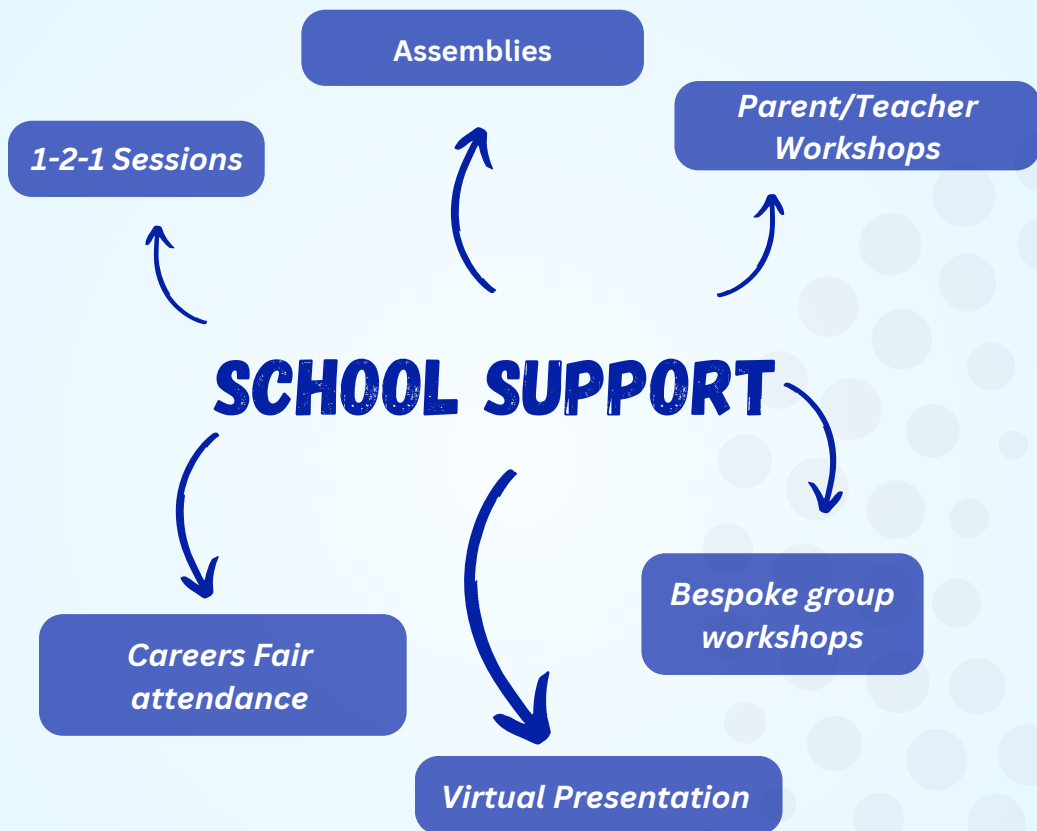 Assemblies
Parent/Teacher
Workshops
1-2-1 Sessions
SCHOOL SUPPORT
Bespoke group
workshops
Careers Fair
attendance
Virtual Presentation